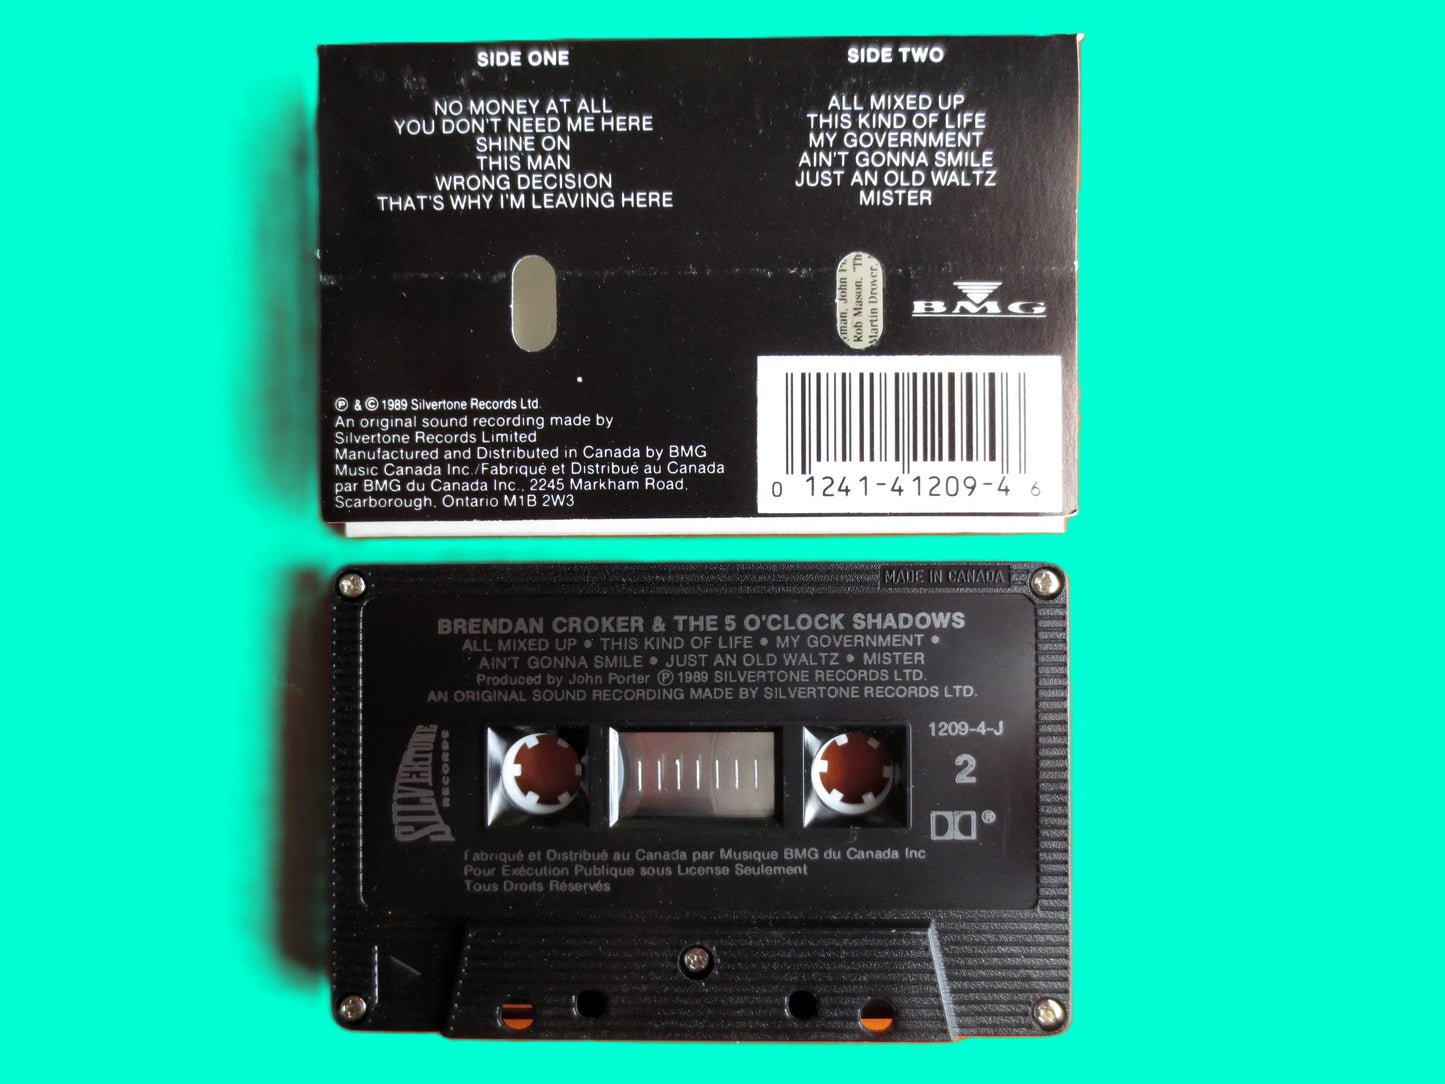 SIDE ONE
NO MONEY AT ALL
YOU DON'T NEED ME HERE
SHINE ON
THIS MAN
WRONG DECISION
THAT'S WHY I'M LEAVING HERE
SIDE TWO
ALL MIXED UP
THIS KIND OF LIFE
MY GOVERNMENT
AIN'T GONNA SMILE
JUST AN OLD WALTZ
MISTER
John
Rob Mason. "Th
Martin Drover.
BMG
℗ & © 1989 Silvertone Records Ltd.
An original sound recording made by
Silvertone Records Limited
Manufactured and Distributed in Canada by BMG
Music Canada Inc./Fabriqué et Distribué au Canada
par BMG du Canada Inc., 2245 Markham Road,
Scarborough, Ontario M1B 2W3
0 1241-41209-4 6
MADE IN CANADA
BRENDAN CROKER & THE 5 O'CLOCK SHADOWS
ALL MIXED UP • THIS KIND OF LIFE • MY GOVERNMENT •
AIN'T GONNA SMILE • JUST AN OLD WALTZ • MISTER
Produced by John Porter ℗ 1989 SILVERTONE RECORDS LTD.
AN ORIGINAL SOUND RECORDING MADE BY SILVERTONE RECORDS LTD.
SILVERTONE
RECORDS
1209-4-J
2
®
Fabriqué et Distribué au Canada par Musique BMG du Canada Inc
Pour Exécution Publique sous License Seulement
Tous Droits Réservés